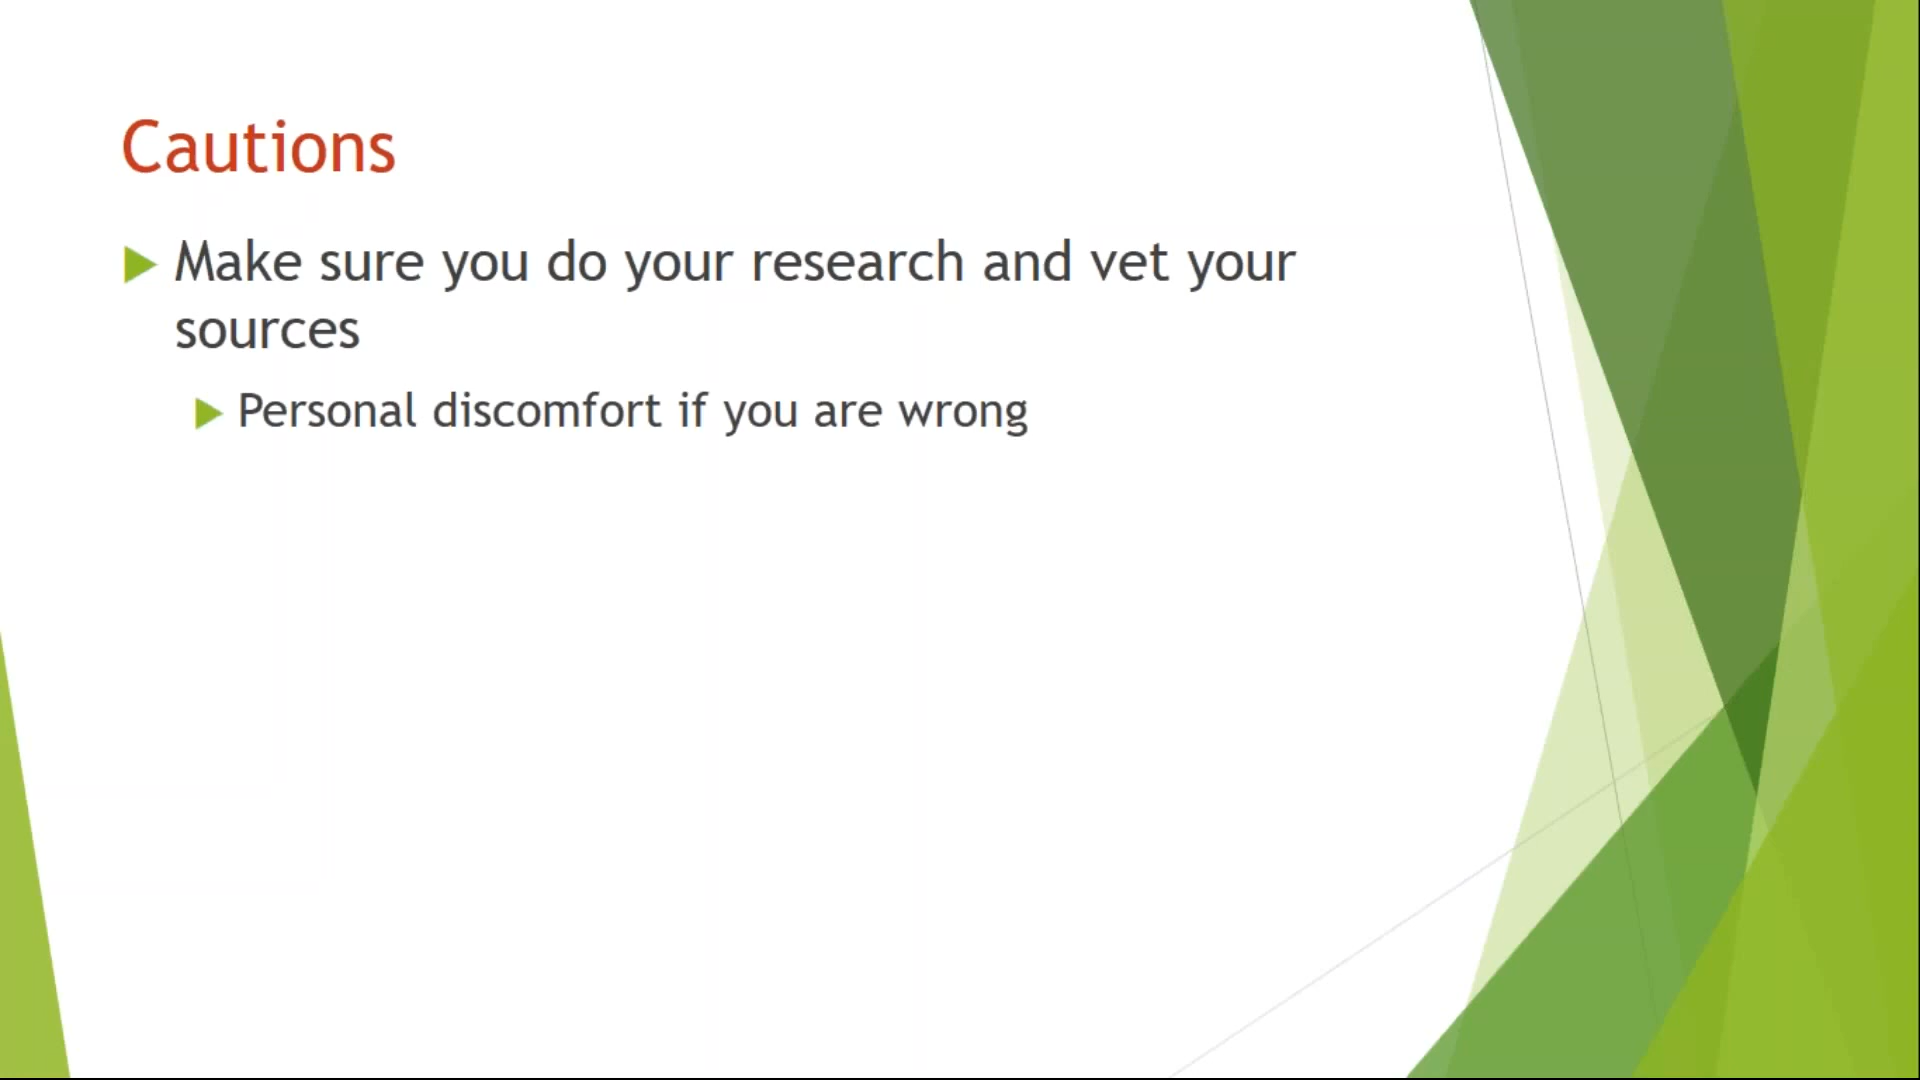 Cautions
Make sure you do your research and vet your
sources
Personal discomfort if you are wrong